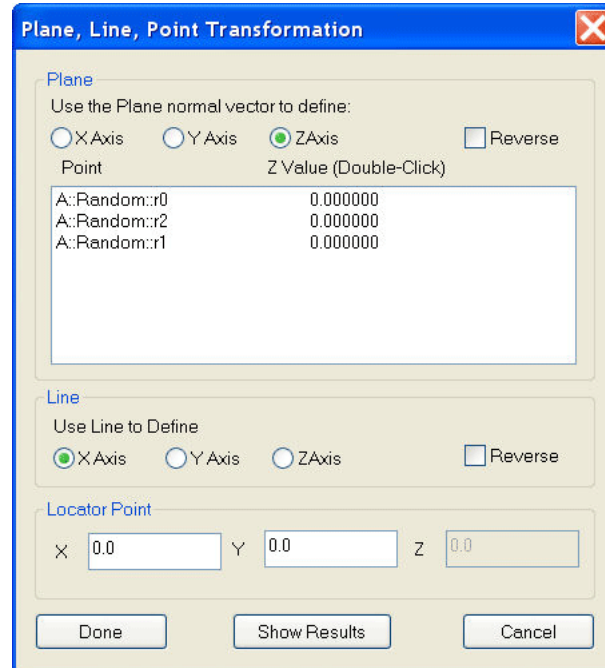 Plane, Line, Point Transformation
Plane
Use the Plane normal vector to define:
X Axis Y Axis ZAxis Reverse
Point Z Value (Double-Click)
A::Random::r0 0.000000
A::Random::r2 0.000000
A::Random::r1 0.000000
Line
Use Line to Define
X Axis Y Axis ZAxis Reverse
Locator Point
X 0.0 Y 0.0 Z 0.0
Done Show Results Cancel